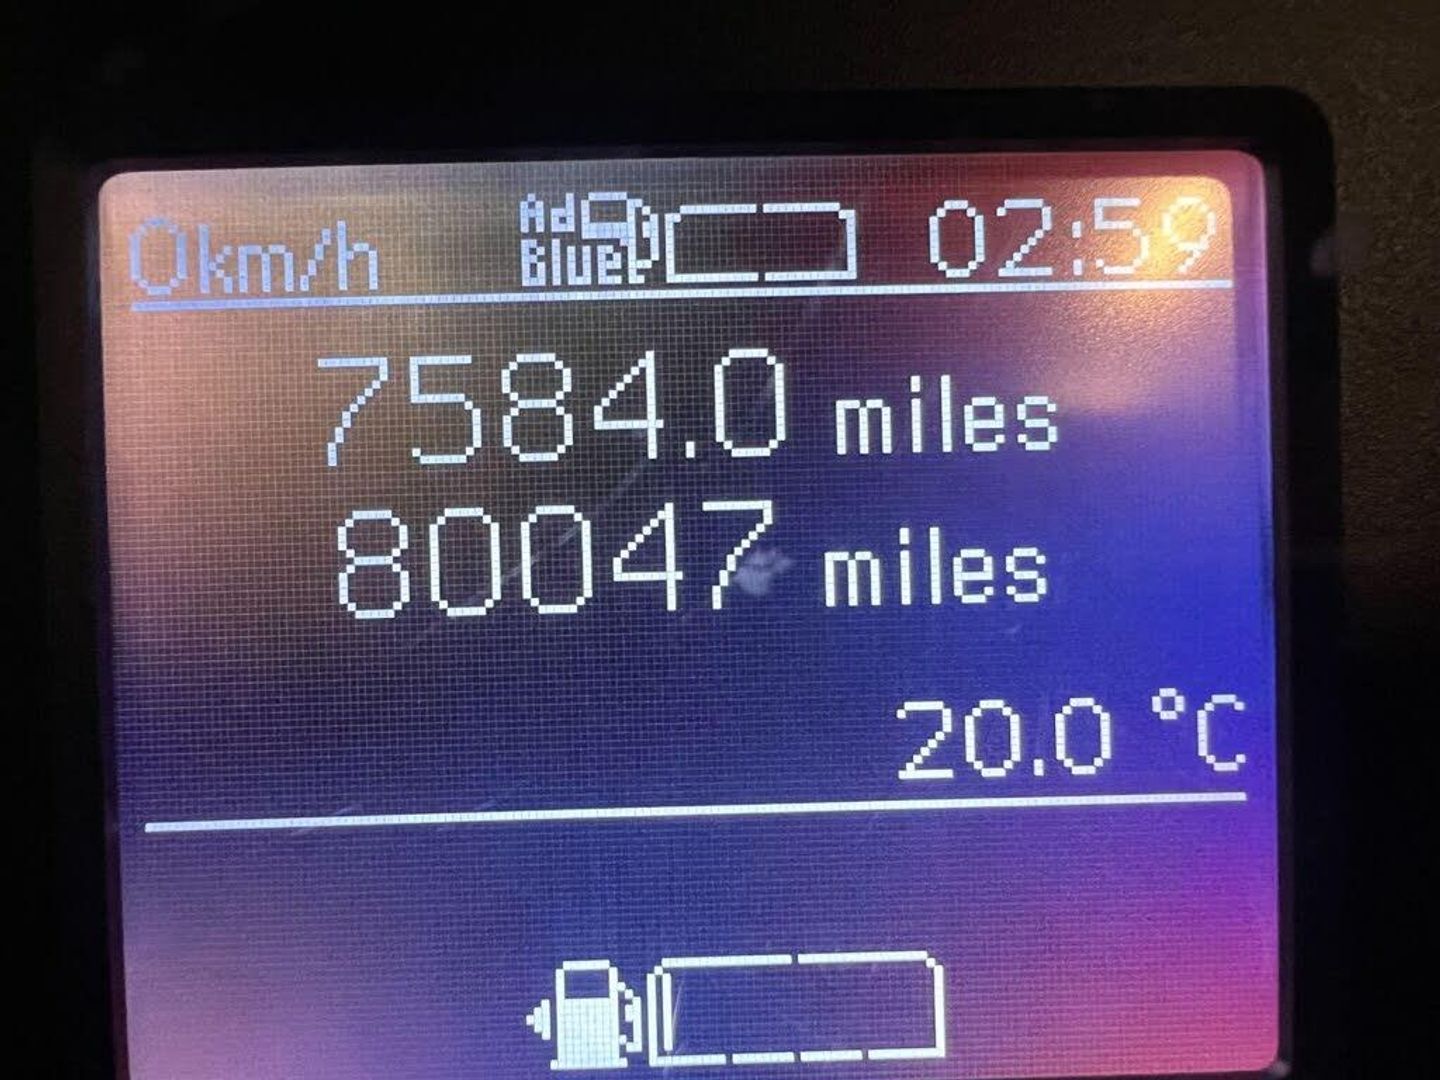 0km/h Ad Blue 02:59
7584.0 miles
80047 miles
20.0 °C